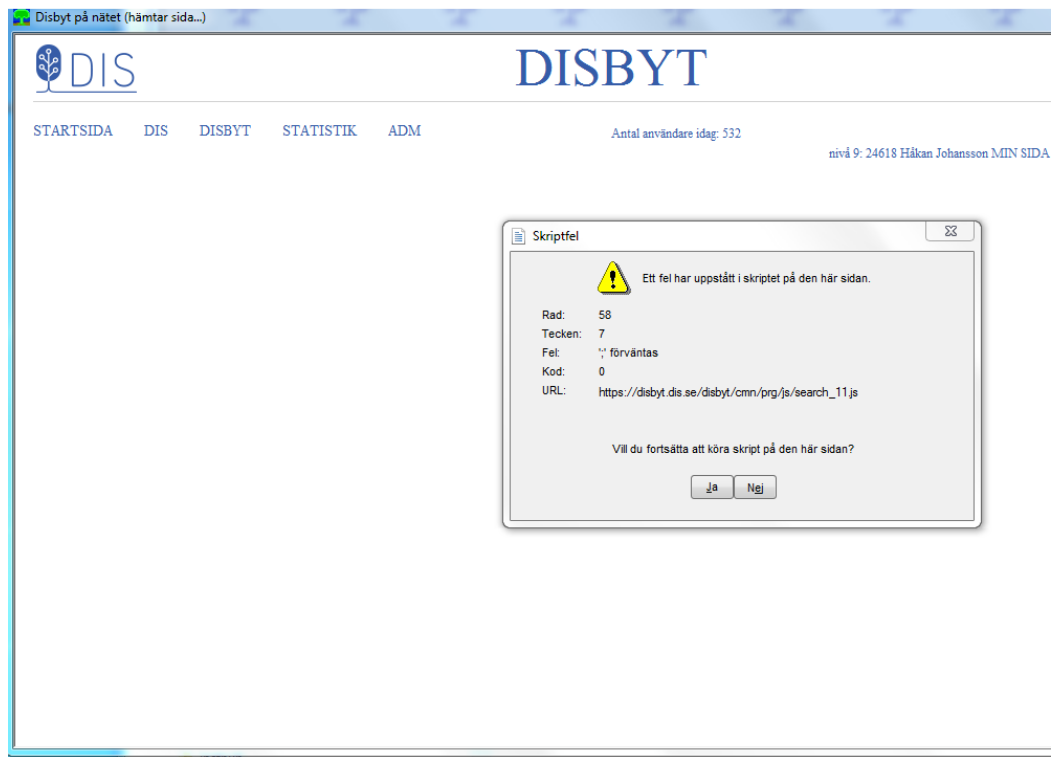 Disbyt på nätet (hämtar sida...)
DIS
DISBYT
STARTSIDA DIS DISBYT STATISTIK ADM
Antal användare idag: 532
nivå 9: 24618 Håkan Johansson MIN SIDA
Skriptfel
Ett fel har uppstått i skriptet på den här sidan.
Rad: 58
Tecken: 7
Fel: ';' förväntas
Kod: 0
URL: https://disbyt.dis.se/disbyt/cmn/prg/js/search_11.js
Vill du fortsätta att köra skript på den här sidan?
Ja Nej